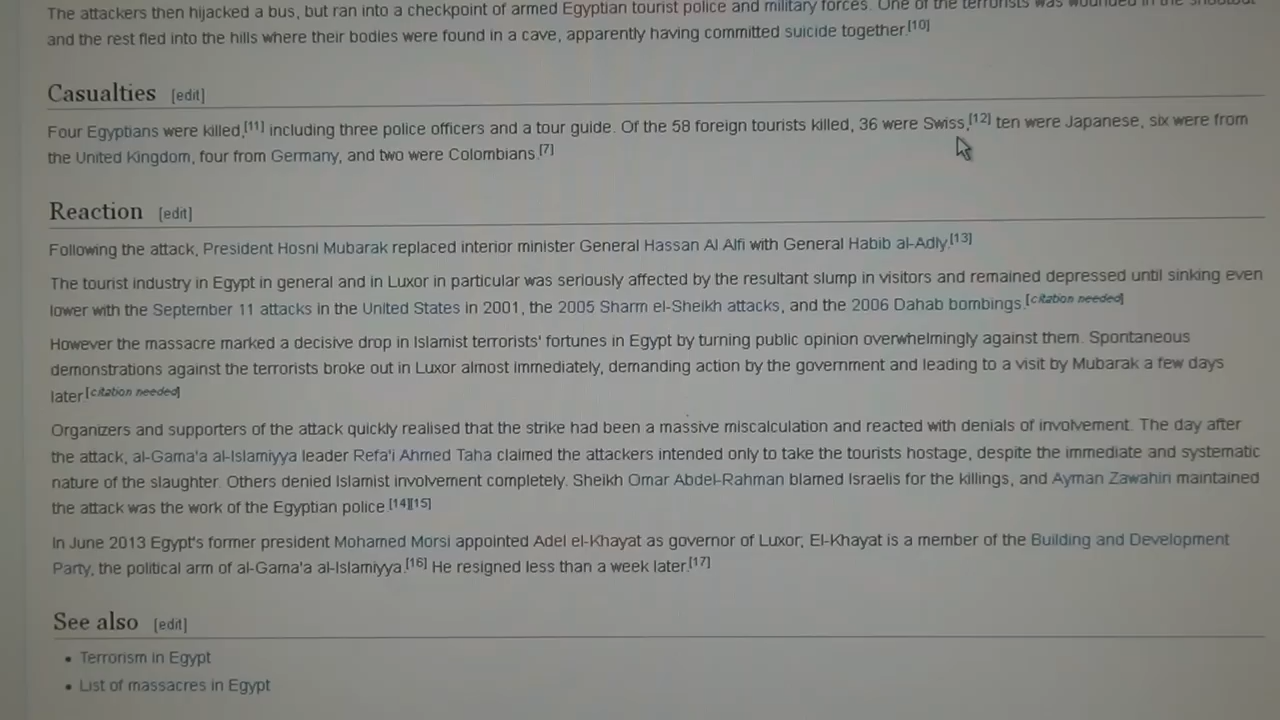 The attackers then hijacked a bus, but ran into a checkpoint of armed Egyptian tourist police and military forces. One of the terrorists was wounded in the shootout
and the rest fled into the hills where their bodies were found in a cave, apparently having committed suicide together.[10]
Casualties [edit]
Four Egyptians were killed,[11] including three police officers and a tour guide. Of the 58 foreign tourists killed, 36 were Swiss,[12] ten were Japanese, six were from
the United Kingdom, four from Germany, and two were Colombians.[7]
Reaction [edit]
Following the attack, President Hosni Mubarak replaced interior minister General Hassan Al Alfi with General Habib al-Adly.[13]
The tourist industry in Egypt in general and in Luxor in particular was seriously affected by the resultant slump in visitors and remained depressed until sinking even
lower with the September 11 attacks in the United States in 2001, the 2005 Sharm el-Sheikh attacks, and the 2006 Dahab bombings.[citation needed]
However the massacre marked a decisive drop in Islamist terrorists' fortunes in Egypt by turning public opinion overwhelmingly against them. Spontaneous
demonstrations against the terrorists broke out in Luxor almost immediately, demanding action by the government and leading to a visit by Mubarak a few days
later.[citation needed]
Organizers and supporters of the attack quickly realised that the strike had been a massive miscalculation and reacted with denials of involvement. The day after
the attack, al-Gama'a al-Islamiyya leader Refa'i Ahmed Taha claimed the attackers intended only to take the tourists hostage, despite the immediate and systematic
nature of the slaughter. Others denied Islamist involvement completely. Sheikh Omar Abdel-Rahman blamed Israelis for the killings, and Ayman Zawahiri maintained
the attack was the work of the Egyptian police.[14][15]
In June 2013 Egypt's former president Mohamed Morsi appointed Adel el-Khayat as governor of Luxor; El-Khayat is a member of the Building and Development
Party, the political arm of al-Gama'a al-Islamiyya.[16] He resigned less than a week later.[17]
See also [edit]
• Terrorism in Egypt
• List of massacres in Egypt